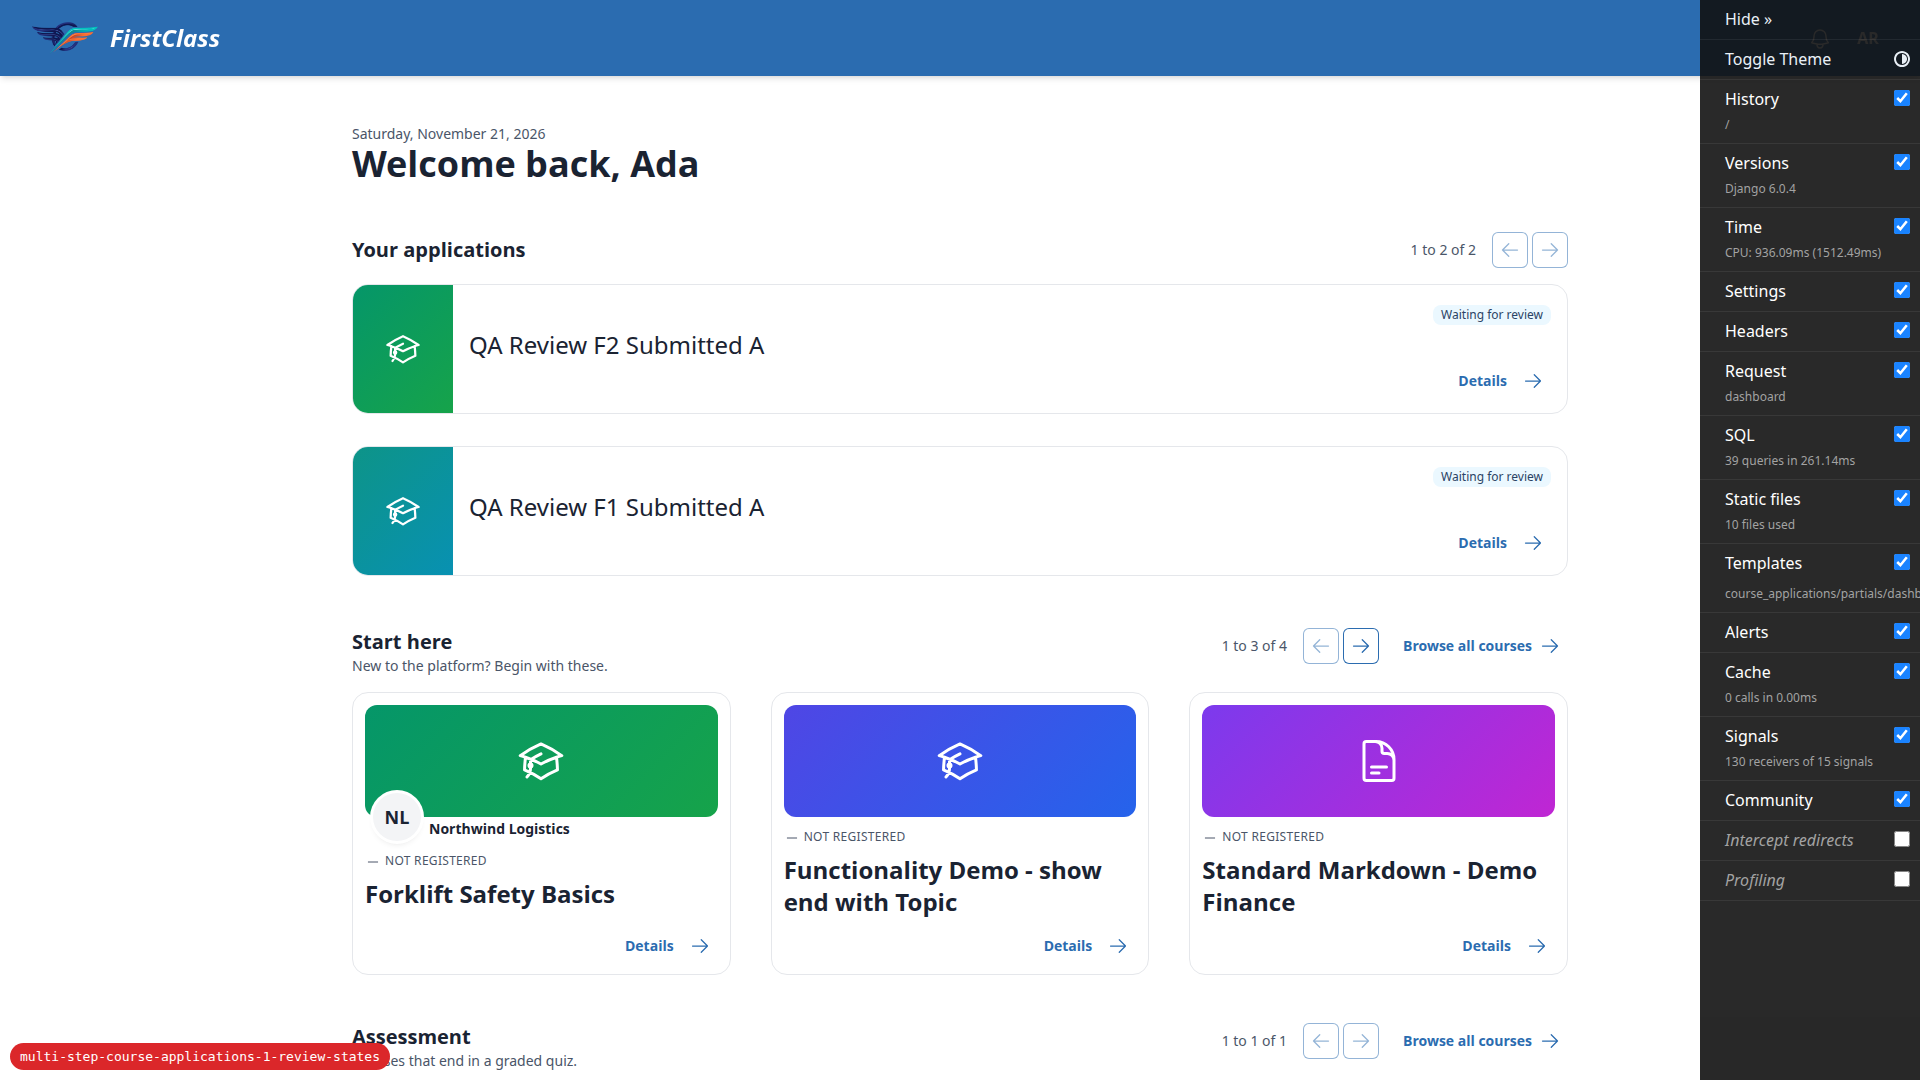 FirstClass
AR
Saturday, November 21, 2026
Welcome back, Ada
Your applications
1 to 2 of 2
Waiting for review
QA Review F2 Submitted A
Details
Waiting for review
QA Review F1 Submitted A
Details
Start here
New to the platform? Begin with these.
1 to 3 of 4
Browse all courses
NL
Northwind Logistics
— NOT REGISTERED
Forklift Safety Basics
Details
— NOT REGISTERED
Functionality Demo - show
end with Topic
Details
— NOT REGISTERED
Standard Markdown - Demo
Finance
Details
Assessment
ses that end in a graded quiz.
1 to 1 of 1
Browse all courses
multi-step-course-applications-1-review-states
Hide »
Toggle Theme
History
/
Versions
Django 6.0.4
Time
CPU: 936.09ms (1512.49ms)
Settings
Headers
Request
dashboard
SQL
39 queries in 261.14ms
Static files
10 files used
Templates
course_applications/partials/dashb
Alerts
Cache
0 calls in 0.00ms
Signals
130 receivers of 15 signals
Community
Intercept redirects
Profiling